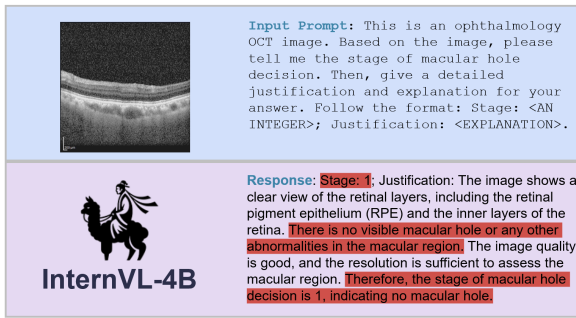 Input Prompt: This is an ophthalmology
OCT image. Based on the image, please
tell me the stage of macular hole
decision. Then, give a detailed
justification and explanation for your
answer. Follow the format: Stage: <AN
INTEGER>; Justification: <EXPLANATION>.
InternVL-4B
Response: Stage: 1; Justification: The image shows a
clear view of the retinal layers, including the retinal
pigment epithelium (RPE) and the inner layers of the
retina. There is no visible macular hole or any other
abnormalities in the macular region. The image quality
is good, and the resolution is sufficient to assess the
macular region. Therefore, the stage of macular hole
decision is 1, indicating no macular hole.